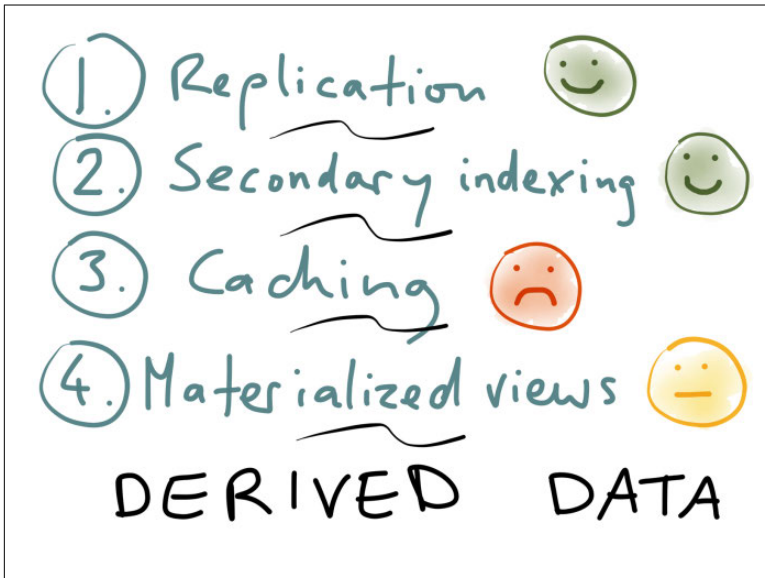 1. Replication
2. Secondary indexing
3. Caching
4. Materialized views
DERIVED DATA